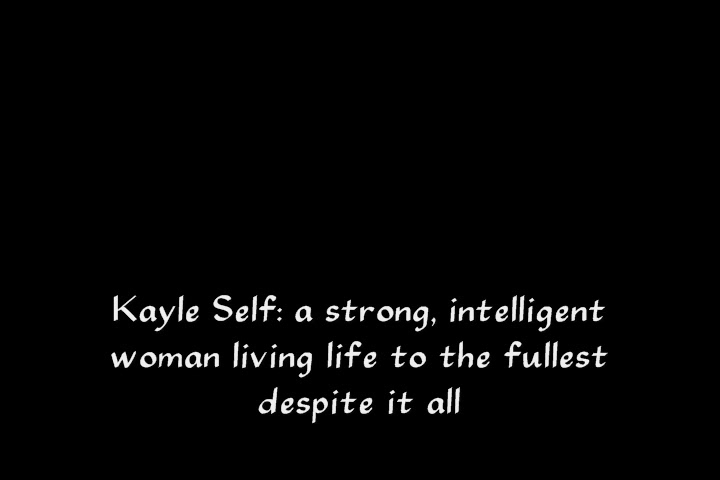 Kayle Self: a strong, intelligent
woman living life to the fullest
despite it all